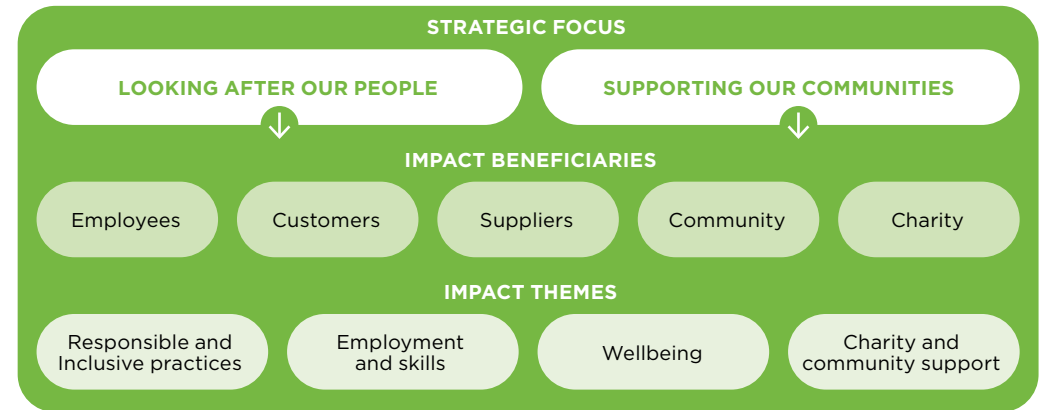 STRATEGIC FOCUS
LOOKING AFTER OUR PEOPLE
SUPPORTING OUR COMMUNITIES
IMPACT BENEFICIARIES
Employees
Customers
Suppliers
Community
Charity
IMPACT THEMES
Responsible and
Inclusive practices
Employment
and skills
Wellbeing
Charity and
community support